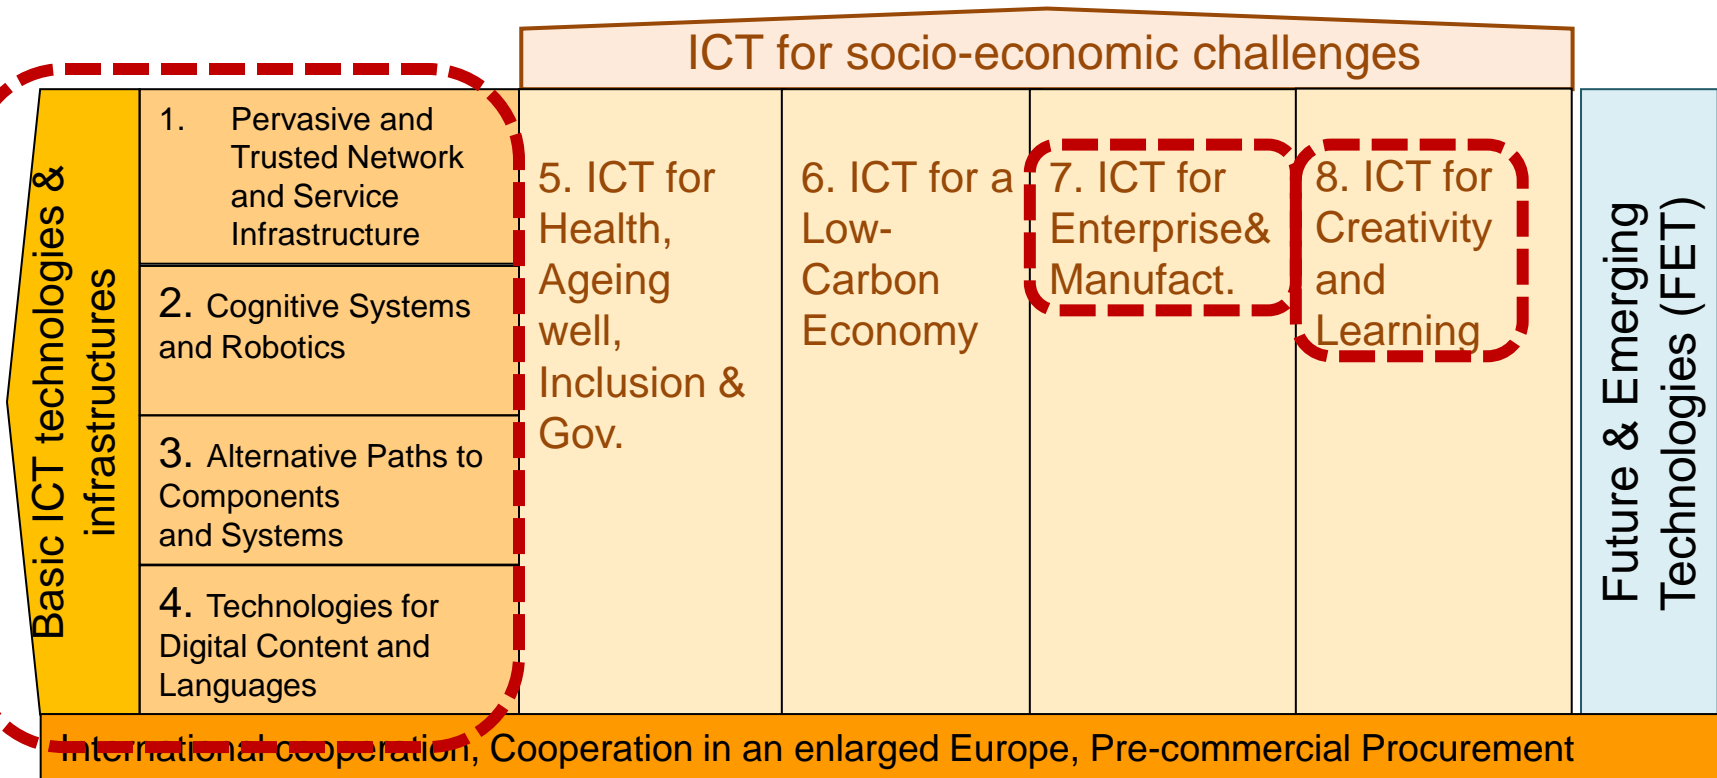 ICT for socio-economic challenges
Basic ICT technologies &
infrastructures
1. Pervasive and
Trusted Network
and Service
Infrastructure
2. Cognitive Systems
and Robotics
3. Alternative Paths to
Components
and Systems
4. Technologies for
Digital Content and
Languages
5. ICT for
Health,
Ageing
well,
Inclusion &
Gov.
6. ICT for a
Low-
Carbon
Economy
7. ICT for
Enterprise&
Manufact.
8. ICT for
Creativity
and
Learning
Future & Emerging
Technologies (FET)
International cooperation, Cooperation in an enlarged Europe, Pre-commercial Procurement